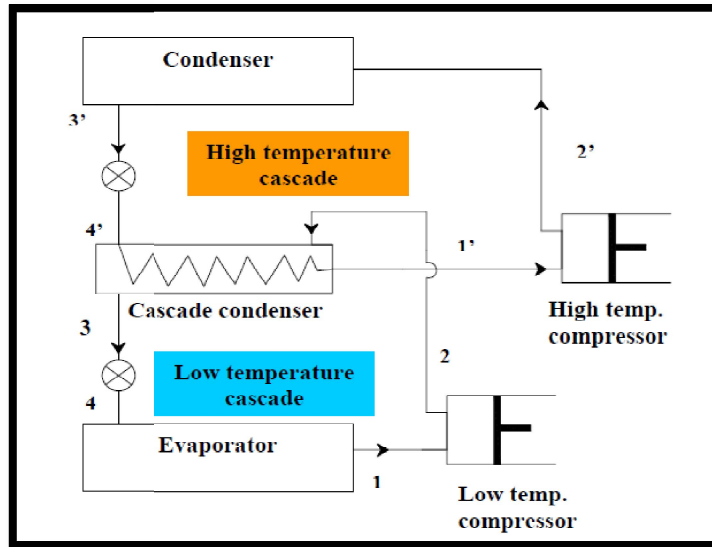 Condenser
3’
2’
High temperature
cascade
4’
1’
Cascade condenser
High temp.
compressor
3
2
Low temperature
cascade
4
Evaporator
1
Low temp.
compressor